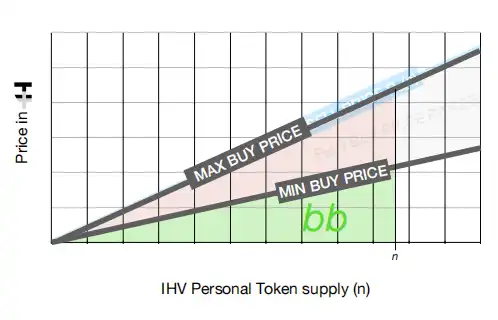 Price in
MAX BUY PRICE
MIN BUY PRICE
bb
n
IHV Personal Token supply (n)